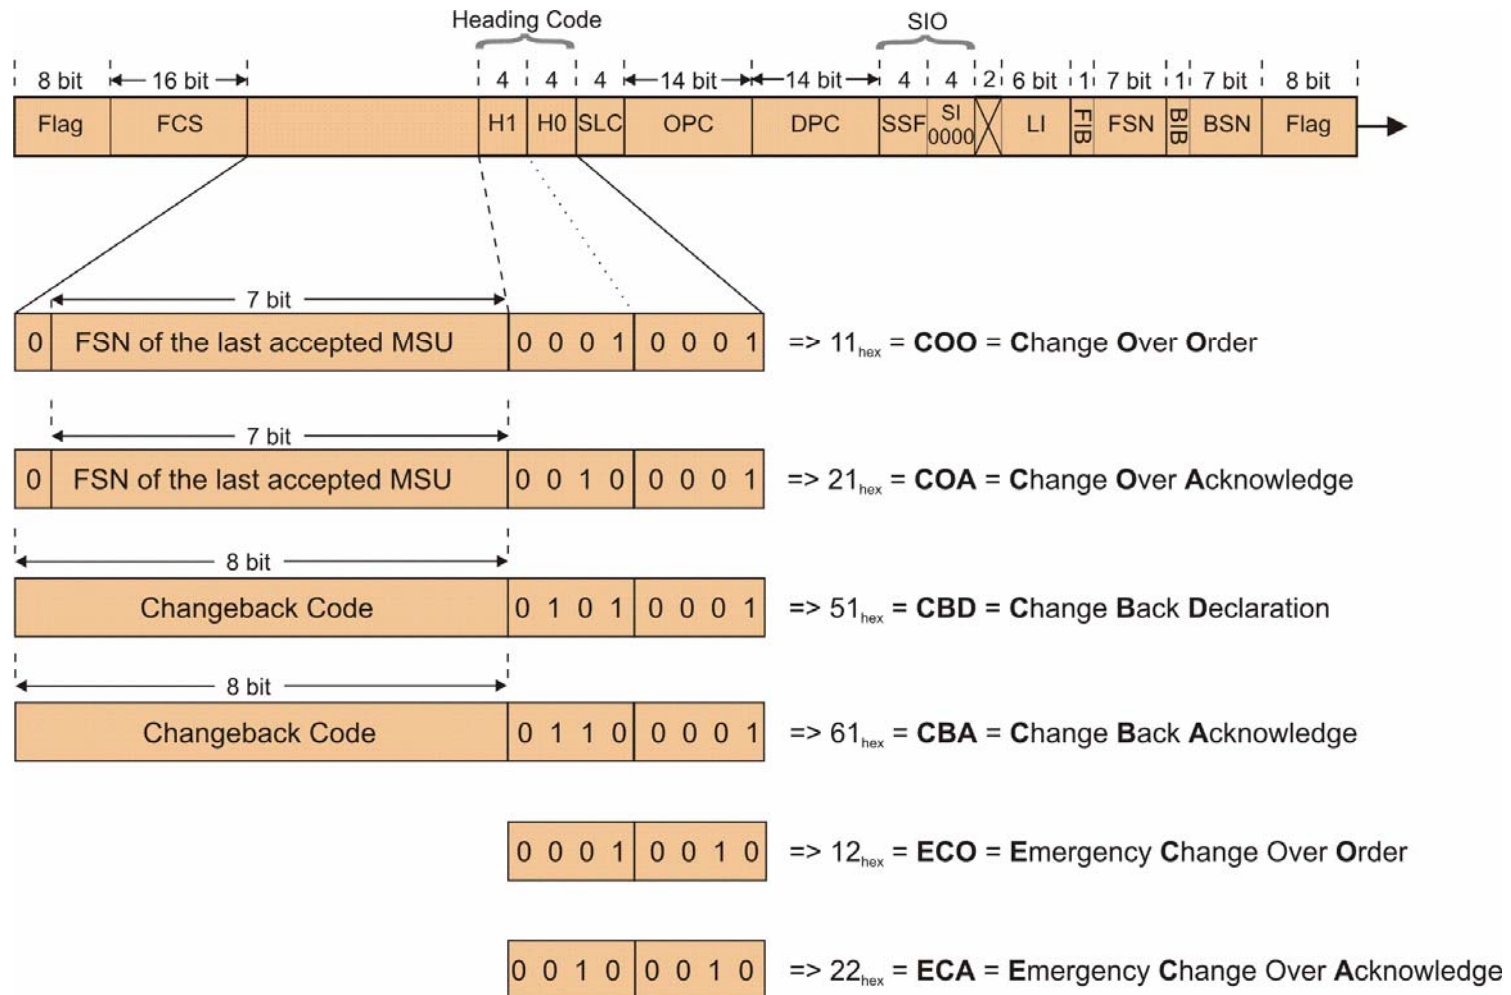 Heading Code SIO
8 bit 16 bit 4 4 4 14 bit 14 bit 4 4 2 6 bit 1 7 bit 1 7 bit 8 bit
Flag FCS H1 H0 SLC OPC DPC SSF SI 0000 LI FIB FSN BIB BSN Flag
7 bit
0 FSN of the last accepted MSU 0 0 0 1 0 0 0 1 => 11hex = COO = Change Over Order
7 bit
0 FSN of the last accepted MSU 0 0 1 0 0 0 0 1 => 21hex = COA = Change Over Acknowledge
8 bit
Changeback Code 0 1 0 1 0 0 0 1 => 51hex = CBD = Change Back Declaration
8 bit
Changeback Code 0 1 1 0 0 0 0 1 => 61hex = CBA = Change Back Acknowledge
0 0 0 1 0 0 1 0 => 12hex = ECO = Emergency Change Over Order
0 0 1 0 0 0 1 0 => 22hex = ECA = Emergency Change Over Acknowledge